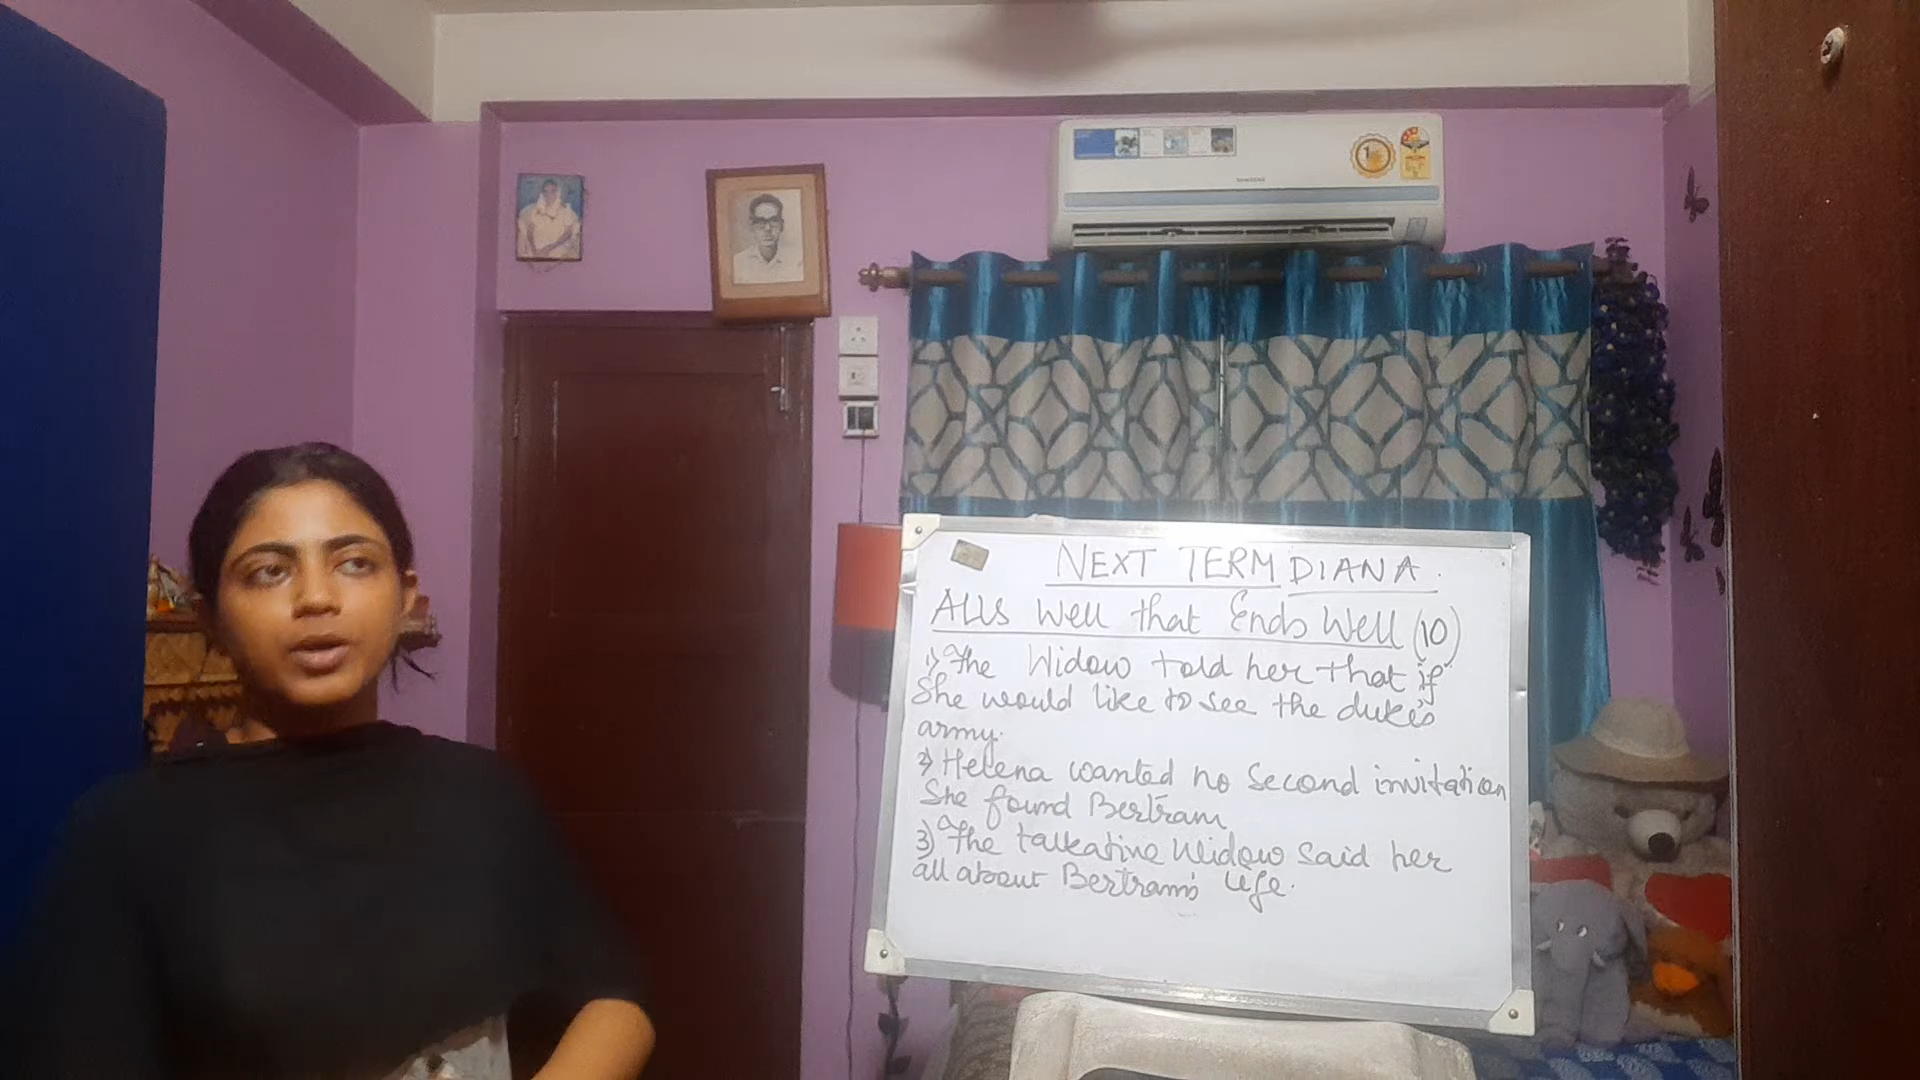 NEXT TERM DIANA.
ALLS Well that Ends Well (10)
1) The Widow told her that if
She would like to see the duke's
army.
2) Helena wanted no Second invitation
She found Bertram
3) The talkative Widow Said her
all about Bertram's life.